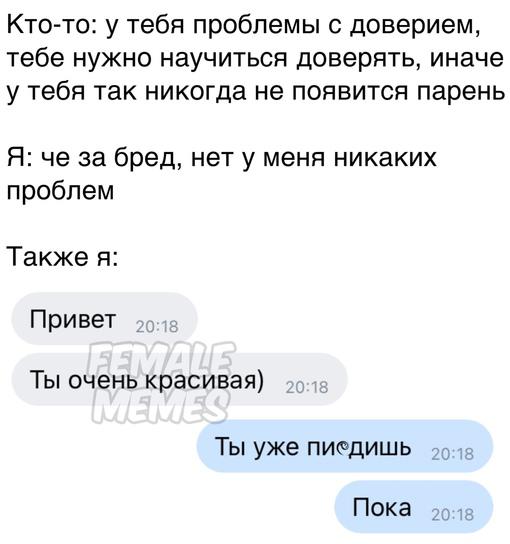 Кто-то: у тебя проблемы с доверием,
тебе нужно научиться доверять, иначе
у тебя так никогда не появится парень
Я: че за бред, нет у меня никаких
проблем
Также я:
Привет 20:18
FEMALE
Ты очень красивая) 20:18
MEMES
Ты уже пи©дишь 20:18
Пока 20:18